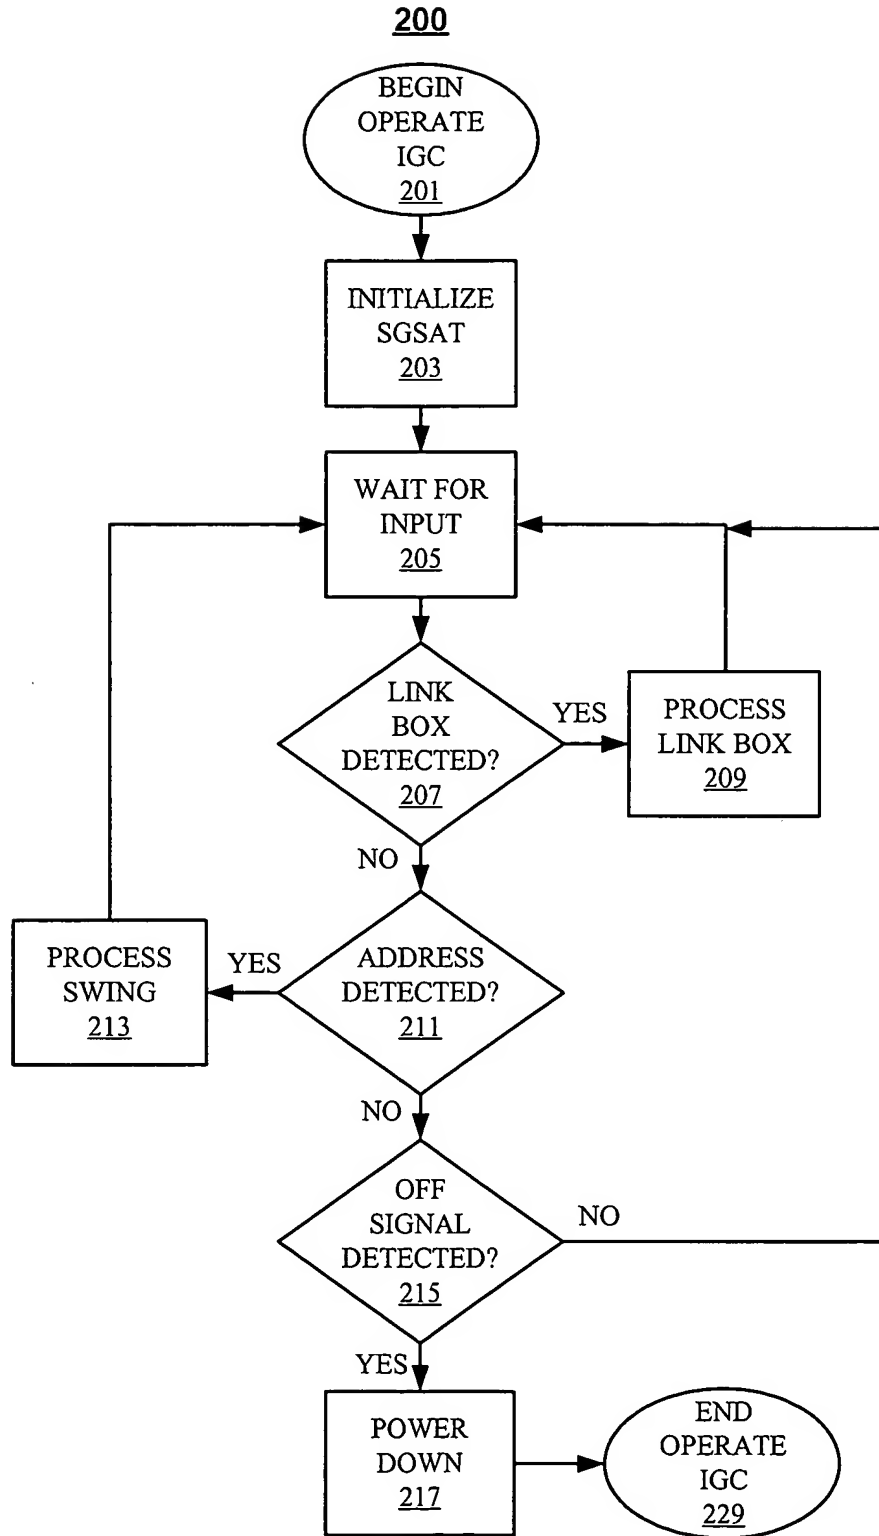 200
BEGIN
OPERATE
IGC
201
INITIALIZE
SGSAT
203
WAIT FOR
INPUT
205
LINK
BOX
DETECTED?
207
YES
PROCESS
LINK BOX
209
NO
ADDRESS
DETECTED?
211
YES
PROCESS
SWING
213
NO
OFF
SIGNAL
DETECTED?
215
NO
YES
POWER
DOWN
217
END
OPERATE
IGC
229